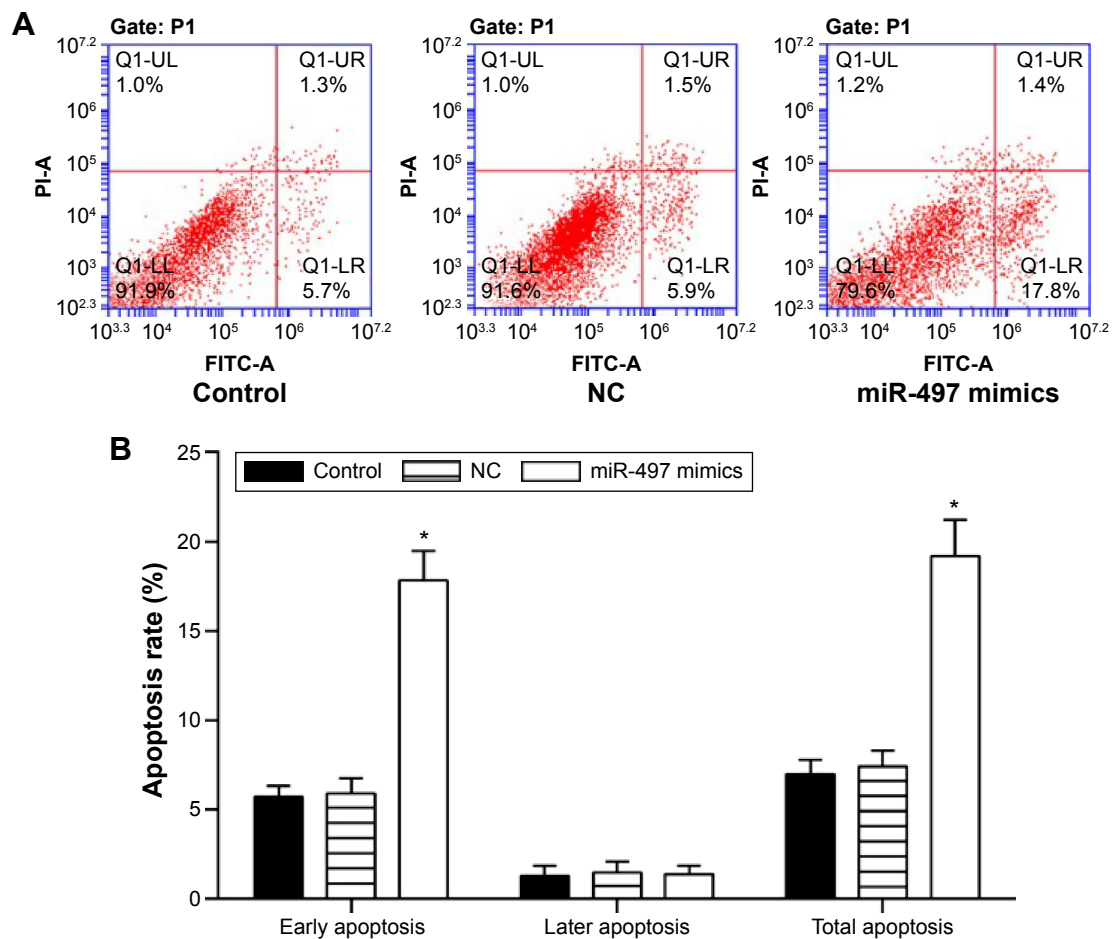 A
Gate: P1
Gate: P1
Gate: P1
10^7.2
10^6
10^5
10^4
10^3
10^2.3
PI-A
Q1-UL
1.0%
Q1-UR
1.3%
Q1-LL
91.9%
Q1-LR
5.7%
10^3.3 10^4 10^5 10^6 10^7.2
FITC-A
Control
10^7.2
10^6
10^5
10^4
10^3
10^2.3
PI-A
Q1-UL
1.0%
Q1-UR
1.5%
Q1-LL
91.6%
Q1-LR
5.9%
10^3.3 10^4 10^5 10^6 10^7.2
FITC-A
NC
10^7.2
10^6
10^5
10^4
10^3
10^2.3
PI-A
Q1-UL
1.2%
Q1-UR
1.4%
Q1-LL
79.6%
Q1-LR
17.8%
10^3.3 10^4 10^5 10^6 10^7.2
FITC-A
miR-497 mimics
B
Control NC miR-497 mimics
Apoptosis rate (%)
25
20
15
10
5
0
*
*
Early apoptosis Later apoptosis Total apoptosis